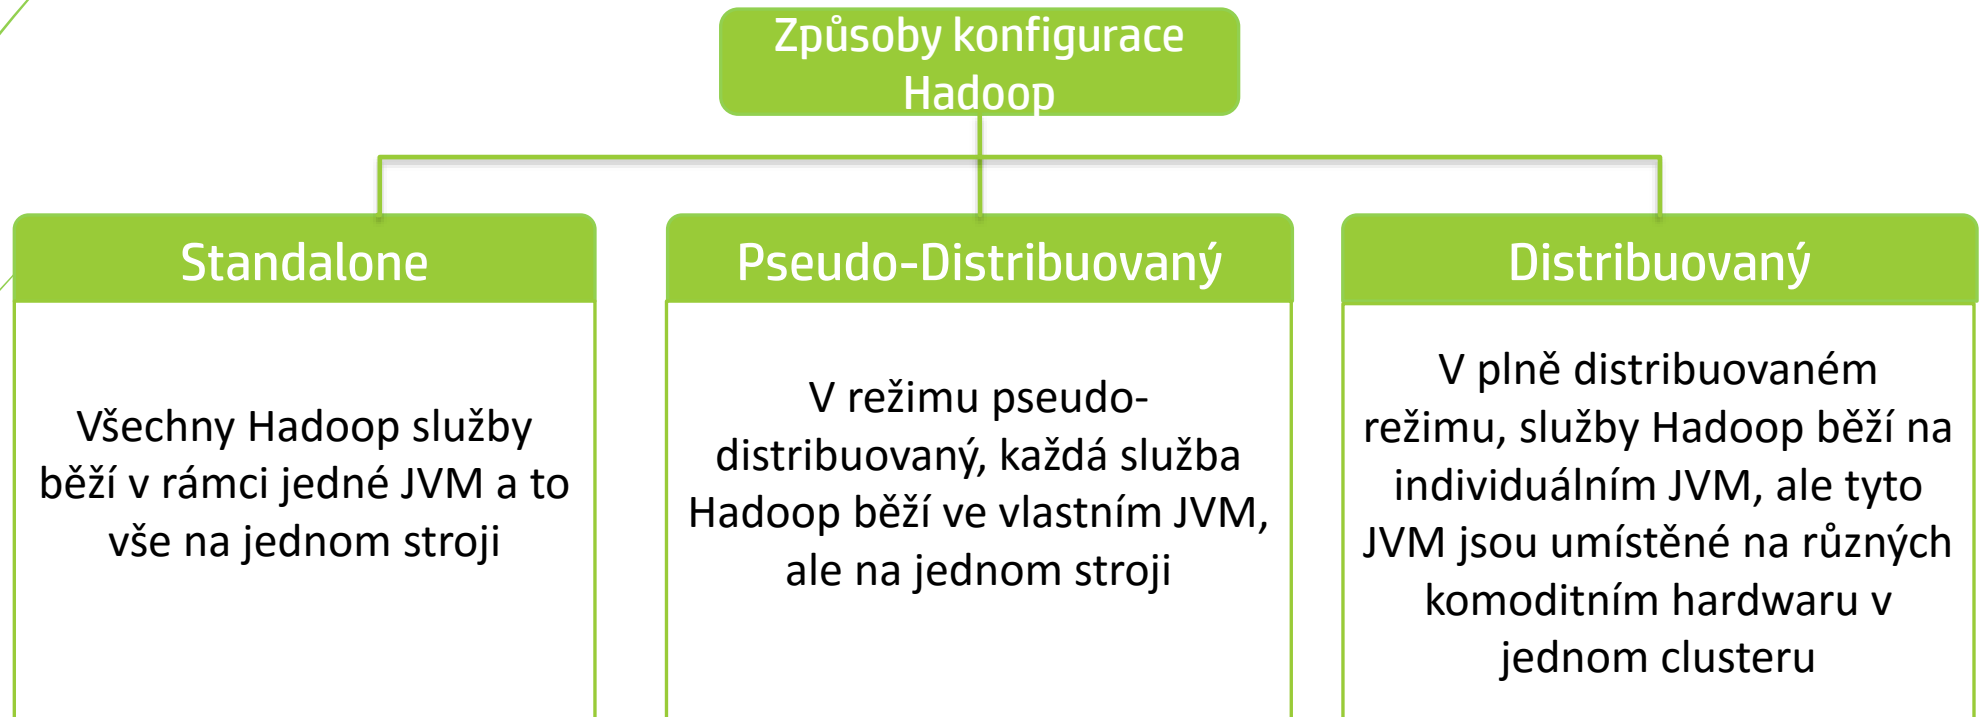 Způsoby konfigurace
Hadoop
Standalone
Všechny Hadoop služby
běží v rámci jedné JVM a to
vše na jednom stroji
Pseudo-Distribuovaný
V režimu pseudo-
distribuovaný, každá služba
Hadoop běží ve vlastním JVM,
ale na jednom stroji
Distribuovaný
V plně distribuovaném
režimu, služby Hadoop běží na
individuálním JVM, ale tyto
JVM jsou umístěné na různých
komoditním hardwaru v
jednom clusteru